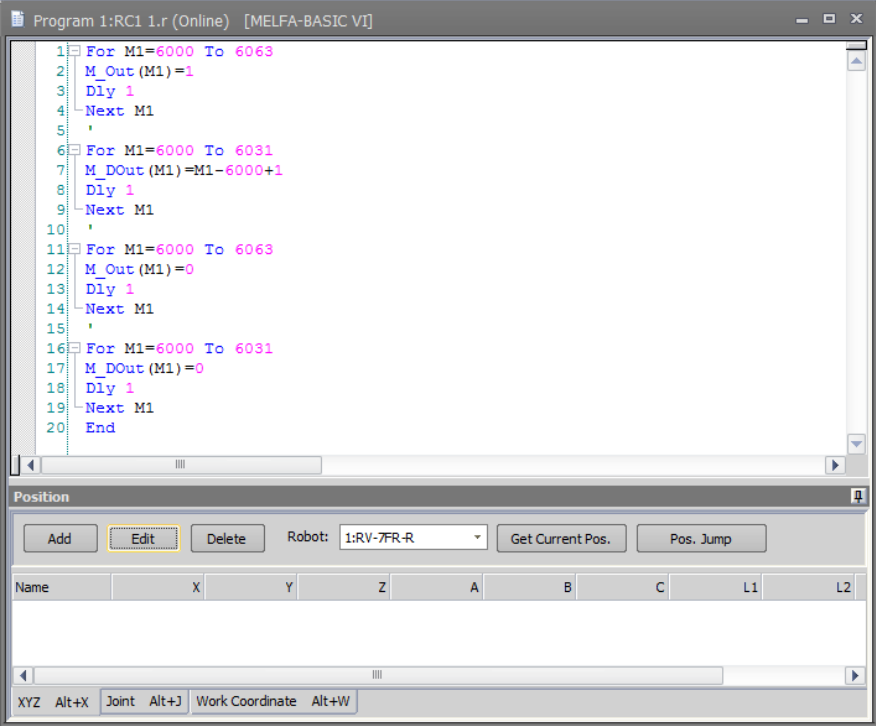 Program 1:RC1 1.r (Online) [MELFA-BASIC VI]
1 For M1=6000 To 6063
2 M_Out(M1)=1
3 Dly 1
4 Next M1
5 '
6 For M1=6000 To 6031
7 M_DOut(M1)=M1-6000+1
8 Dly 1
9 Next M1
10 '
11 For M1=6000 To 6063
12 M_Out(M1)=0
13 Dly 1
14 Next M1
15 '
16 For M1=6000 To 6031
17 M_DOut(M1)=0
18 Dly 1
19 Next M1
20 End
Position
Add Edit Delete Robot: 1:RV-7FR-R Get Current Pos. Pos. Jump
Name X Y Z A B C L1 L2
XYZ Alt+X Joint Alt+J Work Coordinate Alt+W